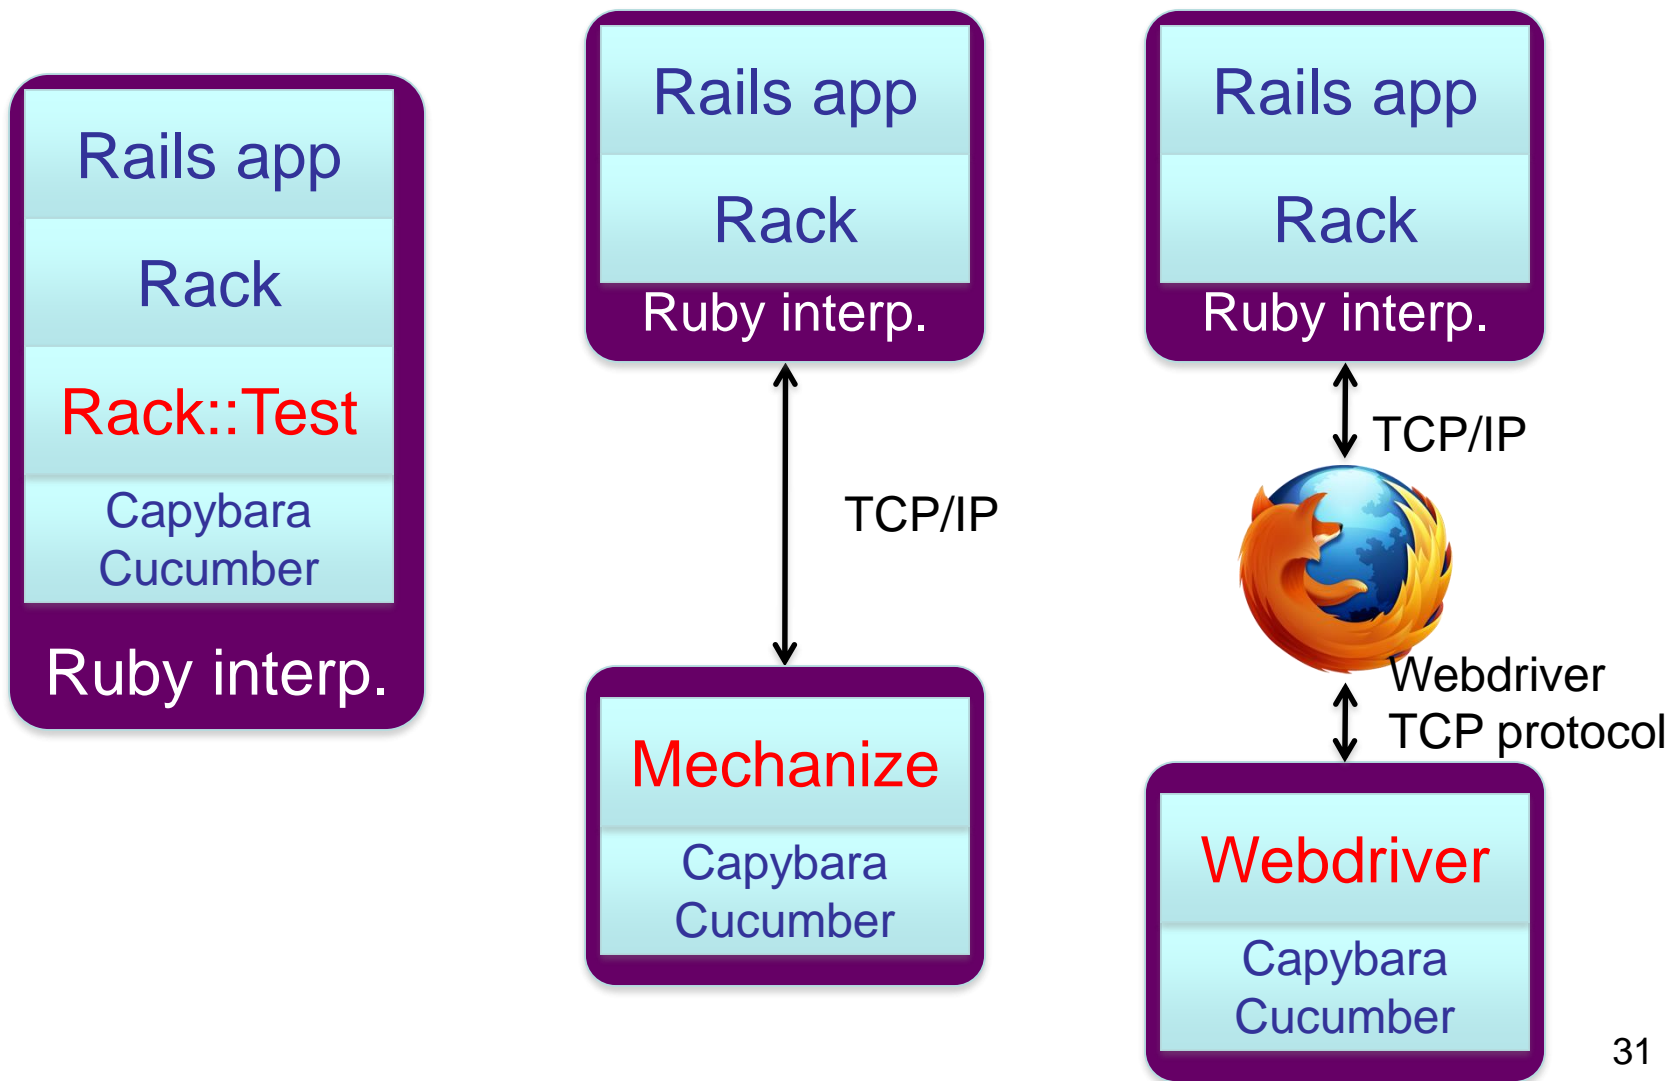 Rails app
Rack
Rack::Test
Capybara
Cucumber
Ruby interp.
Rails app
Rack
Ruby interp.
TCP/IP
Mechanize
Capybara
Cucumber
Rails app
Rack
Ruby interp.
TCP/IP
Webdriver
TCP protocol
Webdriver
Capybara
Cucumber
31